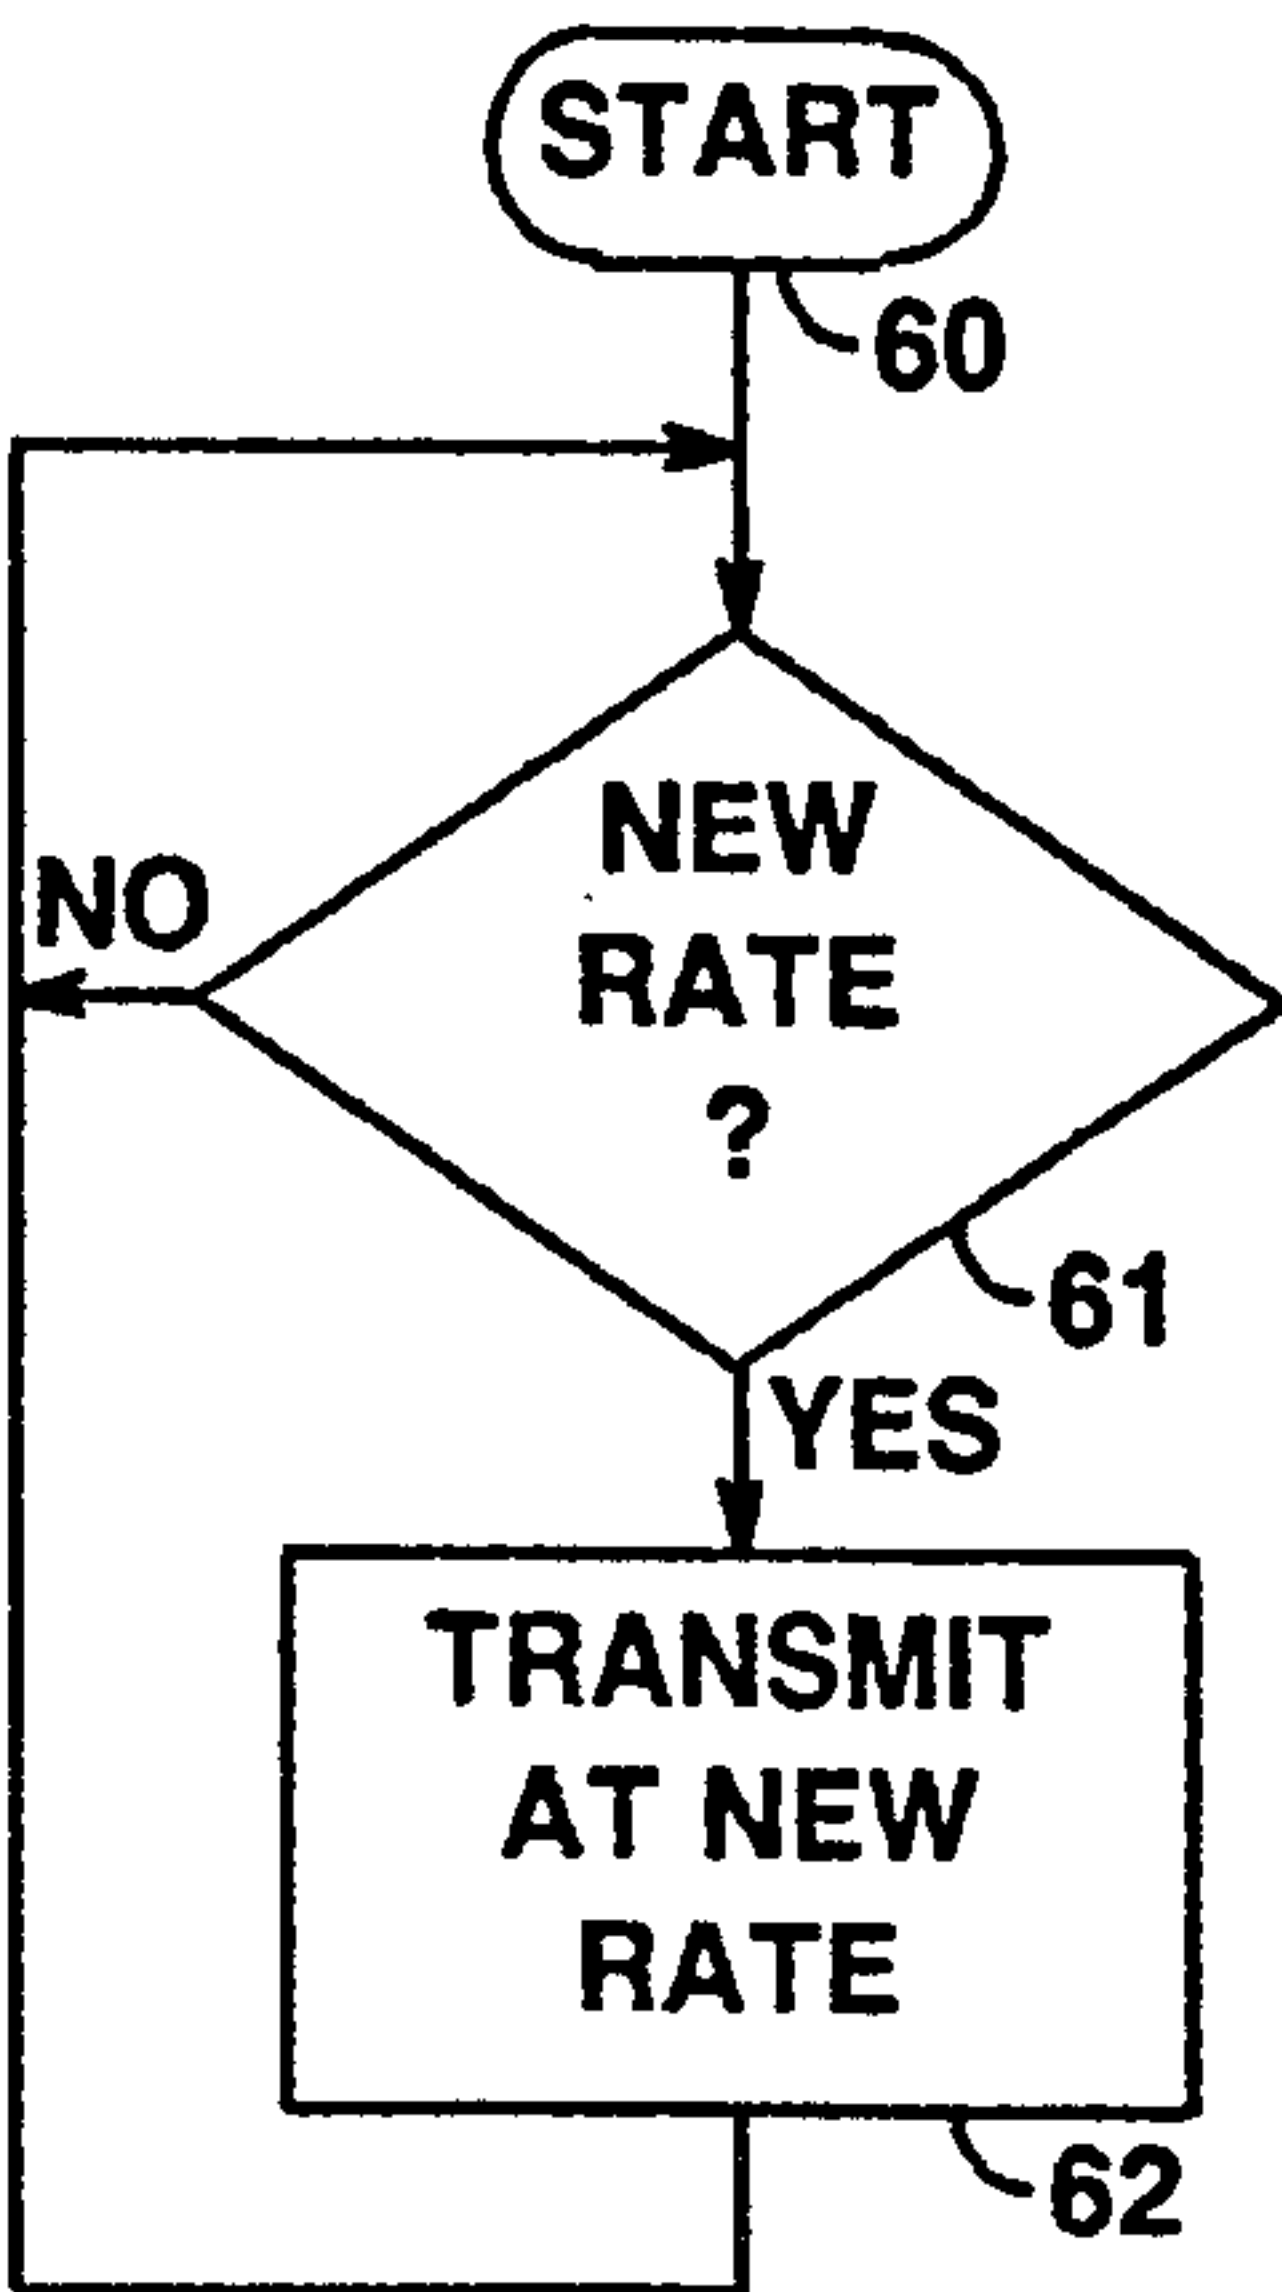 START
60
NEW
RATE
?
NO
61
YES
TRANSMIT
AT NEW
RATE
62